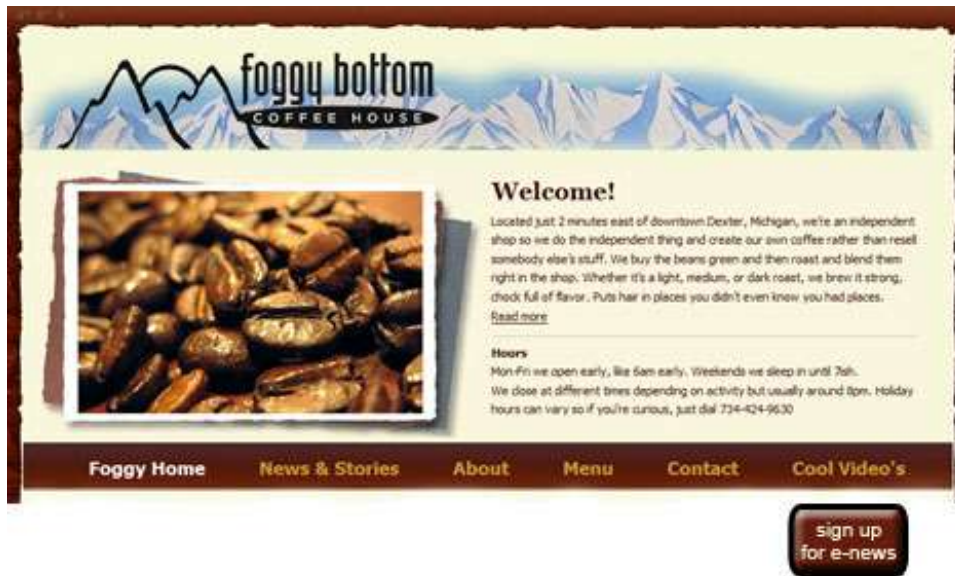 foggy bottom
COFFEE HOUSE
Welcome!
Located just 2 minutes east of downtown Dexter, Michigan, we're an independent
shop so we do the independent thing and create our own coffee rather than resell
somebody else's stuff. We buy the beans green and then roast and blend them
right in the shop. Whether it's a light, medium, or dark roast, we brew it strong,
chock full of flavor. Puts hair in places you didn't even know you had places.
Read more
Hours
Mon-Fri we open early, like 6am early. Weekends we sleep in until 7ish.
We close at different times depending on activity but usually around 8pm. Holiday
hours can vary so if you're curious, just dial 734-424-9630
Foggy Home
News & Stories
About
Menu
Contact
Cool Video's
sign up
for e-news